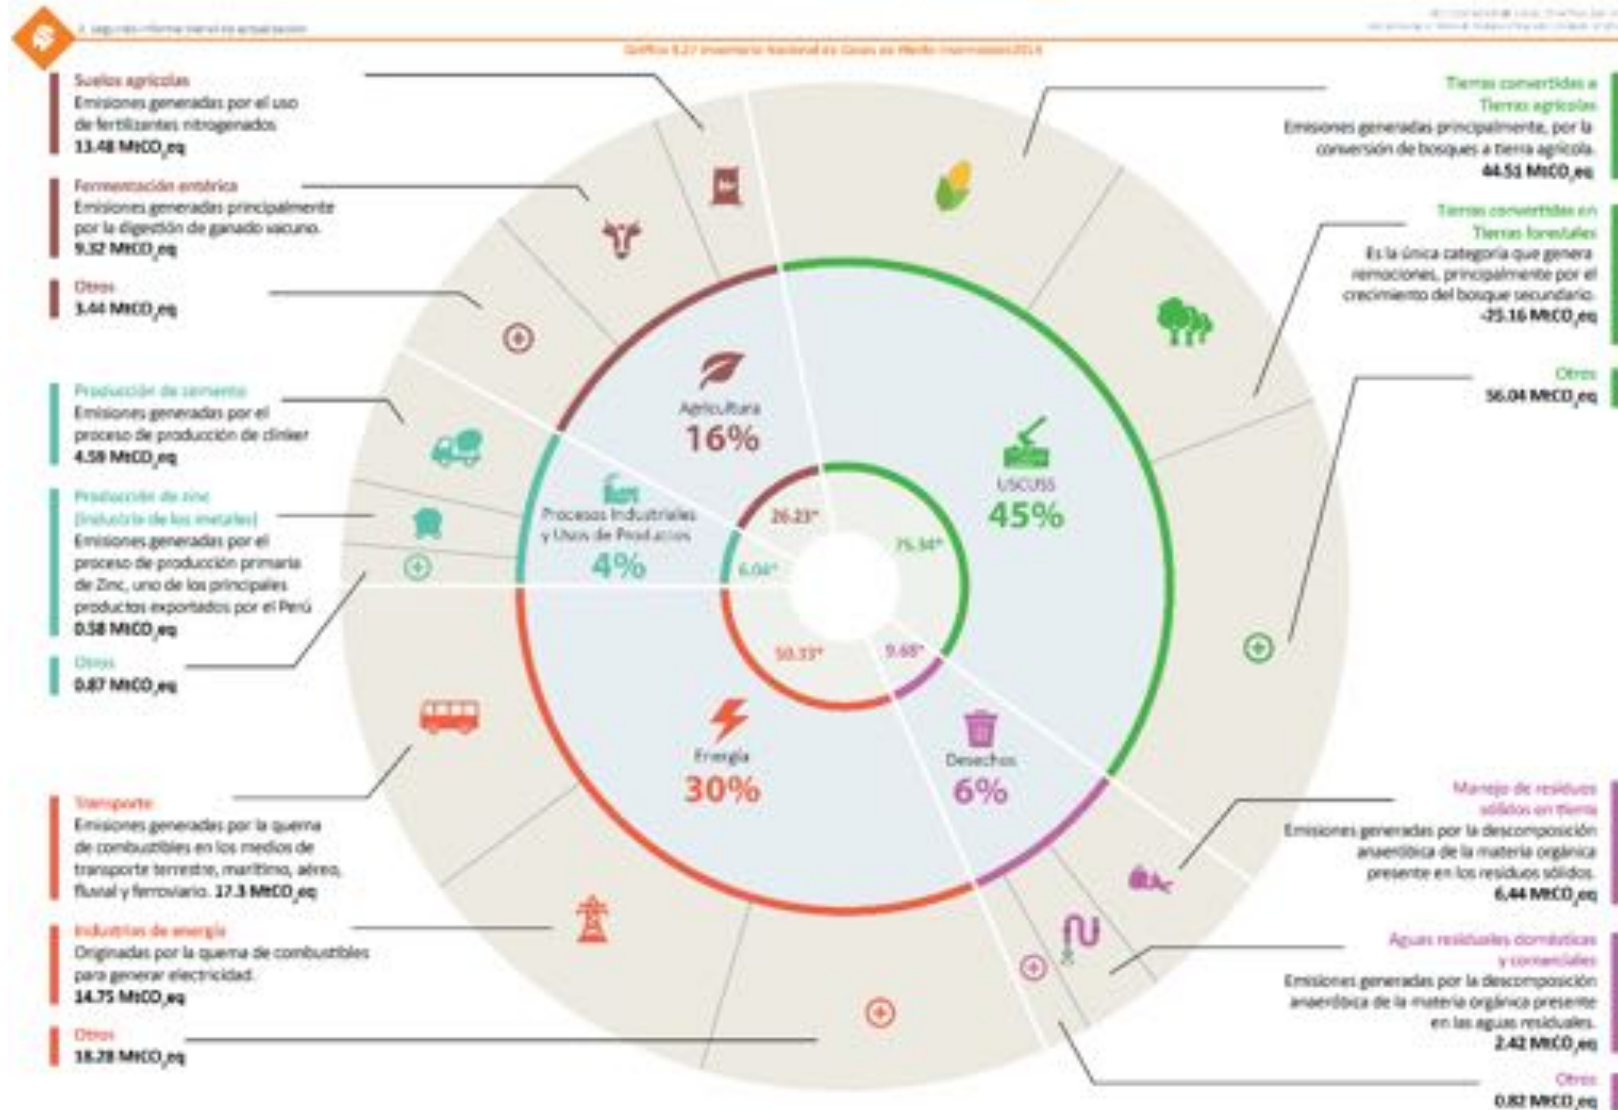 Suelos agrícolas
Emisiones generadas por el uso
de fertilizantes nitrogenados
13.48 MtCO₂eq
Fermentación entérica
Emisiones generadas principalmente
por la digestión de ganado vacuno.
9.32 MtCO₂eq
Otros
3.44 MtCO₂eq
Producción de cemento
Emisiones generadas por el
proceso de producción de clinker
4.59 MtCO₂eq
Producción de zinc
(Industria de los metales)
Emisiones generadas por el
proceso de producción primaria
de Zinc, uno de los principales
productos exportados por el Perú
0.58 MtCO₂eq
Otros
0.87 MtCO₂eq
Transporte
Emisiones generadas por la quema
de combustibles en los medios de
transporte terrestre, marítimo, aéreo,
fluvial y ferroviario. 17.3 MtCO₂eq
Industrias de energía
Originadas por la quema de combustibles
para generar electricidad.
14.75 MtCO₂eq
Otros
18.28 MtCO₂eq
Agricultura
16%
USCUSS
45%
Procesos Industriales
y Usos de Productos
4%
Energía
30%
Desechos
6%
26.23*
75.34*
6.04*
50.33*
9.68*
Tierras convertidas a
Tierras agrícolas
Emisiones generadas principalmente, por la
conversión de bosques a tierra agrícola.
44.51 MtCO₂eq
Tierras convertidas en
Tierras forestales
Es la única categoría que genera
remociones, principalmente por el
crecimiento del bosque secundario.
-25.16 MtCO₂eq
Otros
56.04 MtCO₂eq
Manejo de residuos
sólidos en tierra
Emisiones generadas por la descomposición
anaeróbica de la materia orgánica
presente en los residuos sólidos.
6,44 MtCO₂eq
Aguas residuales domésticas
y comerciales
Emisiones generadas por la descomposición
anaeróbica de la materia orgánica presente
en las aguas residuales.
2.42 MtCO₂eq
Otros
0.82 MtCO₂eq